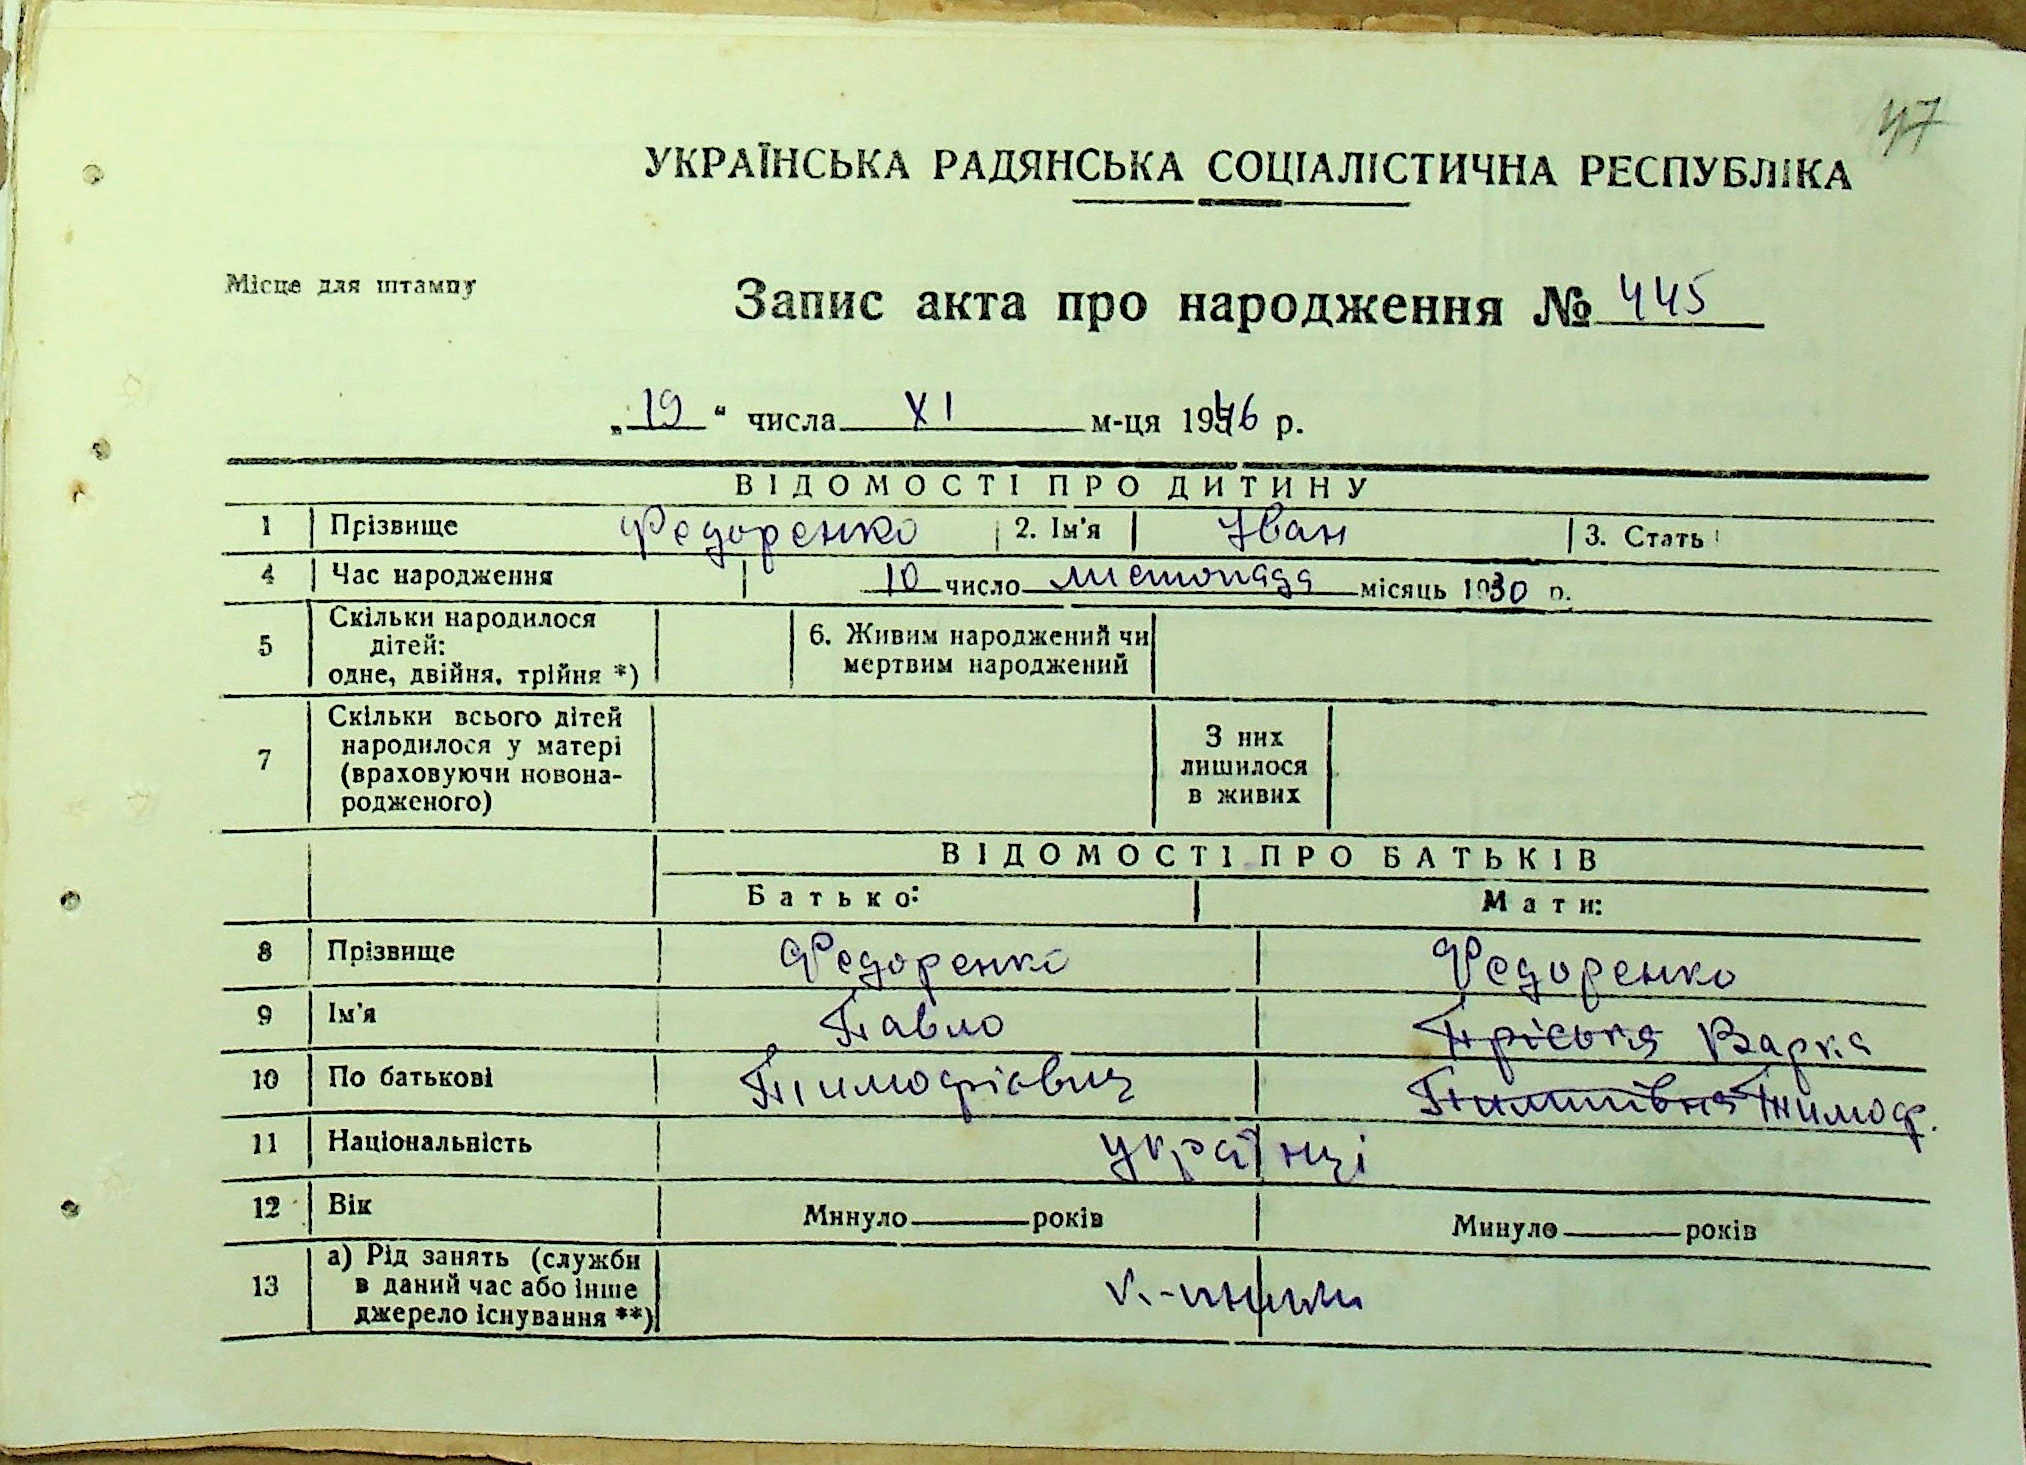 47
УКРАЇНСЬКА РАДЯНСЬКА СОЦІАЛІСТИЧНА РЕСПУБЛІКА
Місце для штампу
Запис акта про народження № 445
„19“ числа XI м-ця 1946 р.
ВІДОМОСТІ ПРО ДИТИНУ
1 Прізвище Федоренко 2. Ім'я Іван 3. Стать
4 Час народження 10 число листопада місяць 1930 р.
5 Скільки народилося дітей: одне, двійня, трійня *) 6. Живим народжений чи мертвим народжений
7 Скільки всього дітей народилося у матері (враховуючи новонародженого) З них лишилося в живих
ВІДОМОСТІ ПРО БАТЬКІВ
Батько: Мати:
8 Прізвище Федоренко Федоренко
9 Ім'я Павло Пріська Варка
10 По батькові Тимофієвич Пилипівна Тимоф.
11 Національність українці
12 Вік Минуло років Минуло років
13 а) Рід занять (служби в даний час або інше джерело існування **)